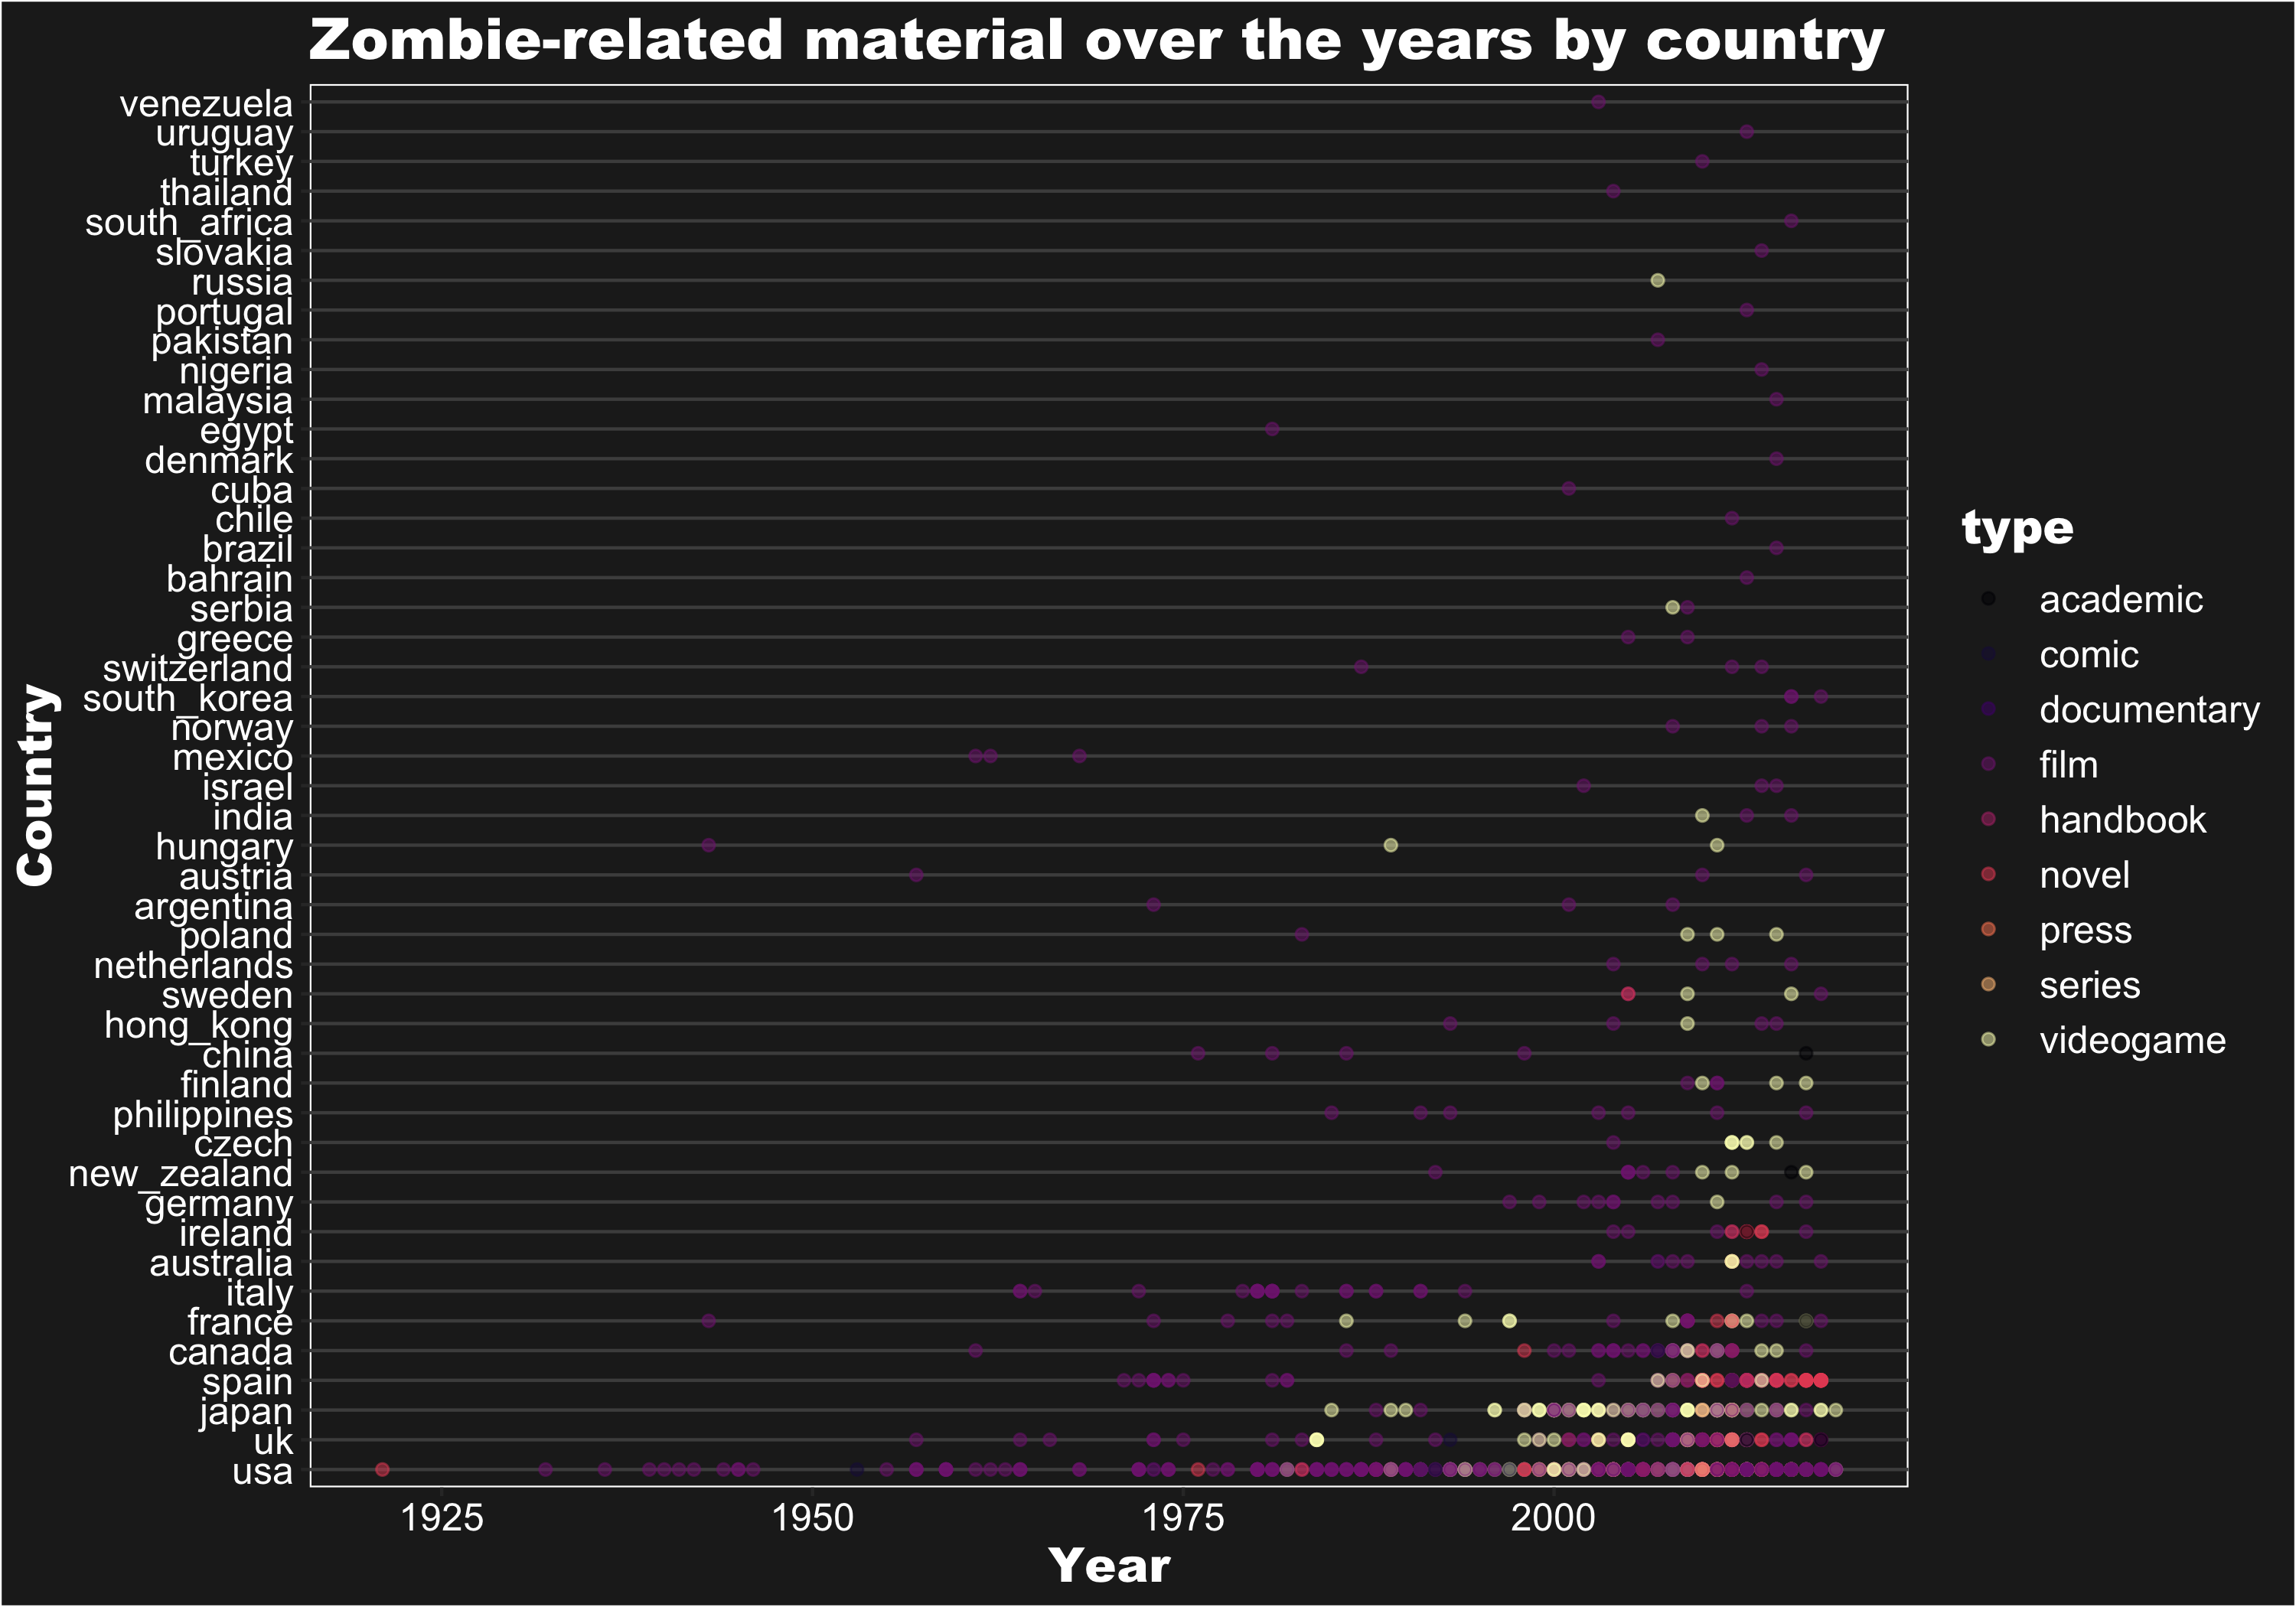 Zombie-related material over the years by country
Country
venezuela
uruguay
turkey
thailand
south_africa
slovakia
russia
portugal
pakistan
nigeria
malaysia
egypt
denmark
cuba
chile
brazil
bahrain
serbia
greece
switzerland
south_korea
norway
mexico
israel
india
hungary
austria
argentina
poland
netherlands
sweden
hong_kong
china
finland
philippines
czech
new_zealand
germany
ireland
australia
italy
france
canada
spain
japan
uk
usa
1925 1950 1975 2000
Year
type
academic
comic
documentary
film
handbook
novel
press
series
videogame